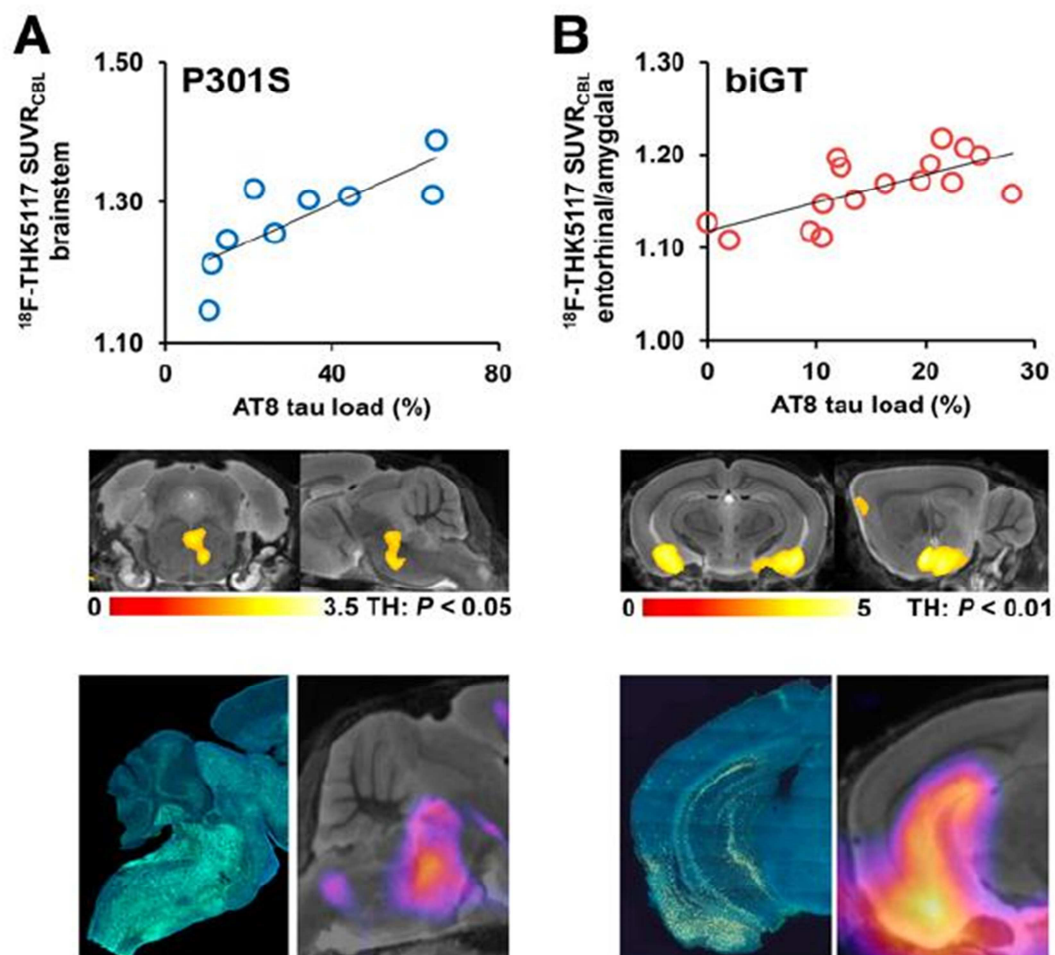 A
P301S
1.50
1.30
1.10
0
40
80
¹⁸F-THK5117 SUVR_CBL
brainstem
AT8 tau load (%)
0
3.5 TH: P < 0.05
B
biGT
1.30
1.20
1.10
1.00
0
10
20
30
¹⁸F-THK5117 SUVR_CBL
entorhinal/amygdala
AT8 tau load (%)
0
5
TH: P < 0.01